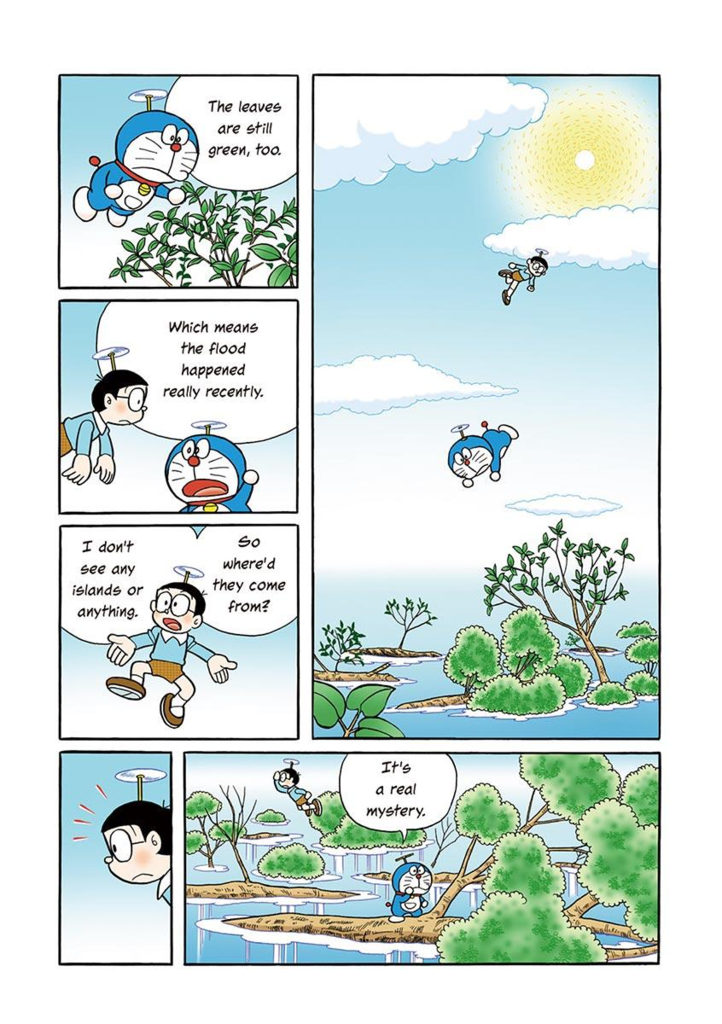 The leaves
are still
green, too.
Which means
the flood
happened
really recently.
So
where'd
they come
from?
I don't
see any
islands or
anything.
It's
a real
mystery.